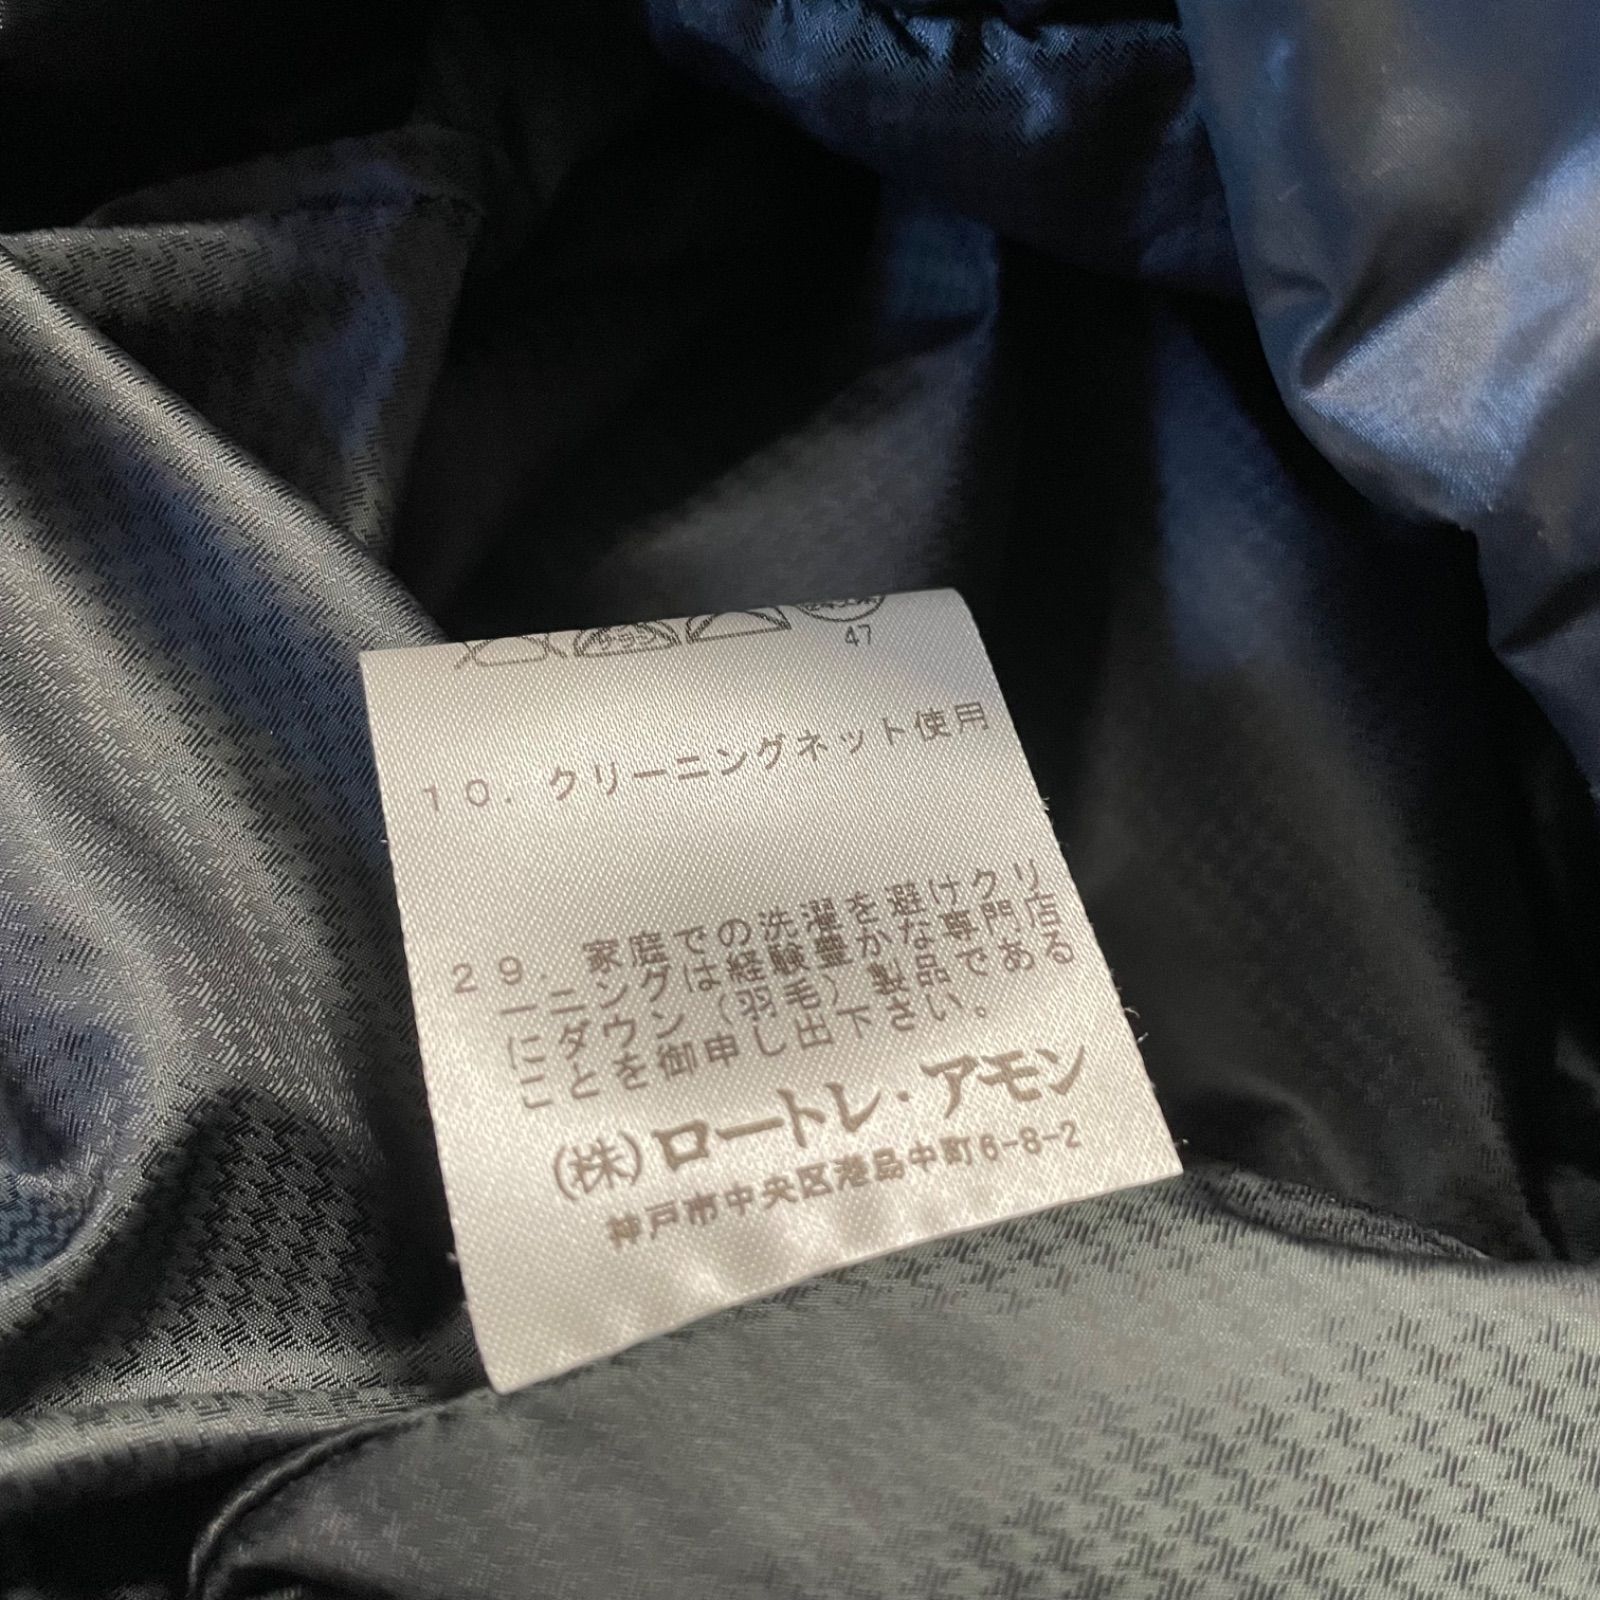 47
10．クリーニングネット使用
29．家庭での洗濯を避けクリ
ーニングは経験豊かな専門店
にダウン（羽毛）製品である
ことを御申し出下さい。
(株)ロートレ・アモン
神戸市中央区港島中町6-8-2